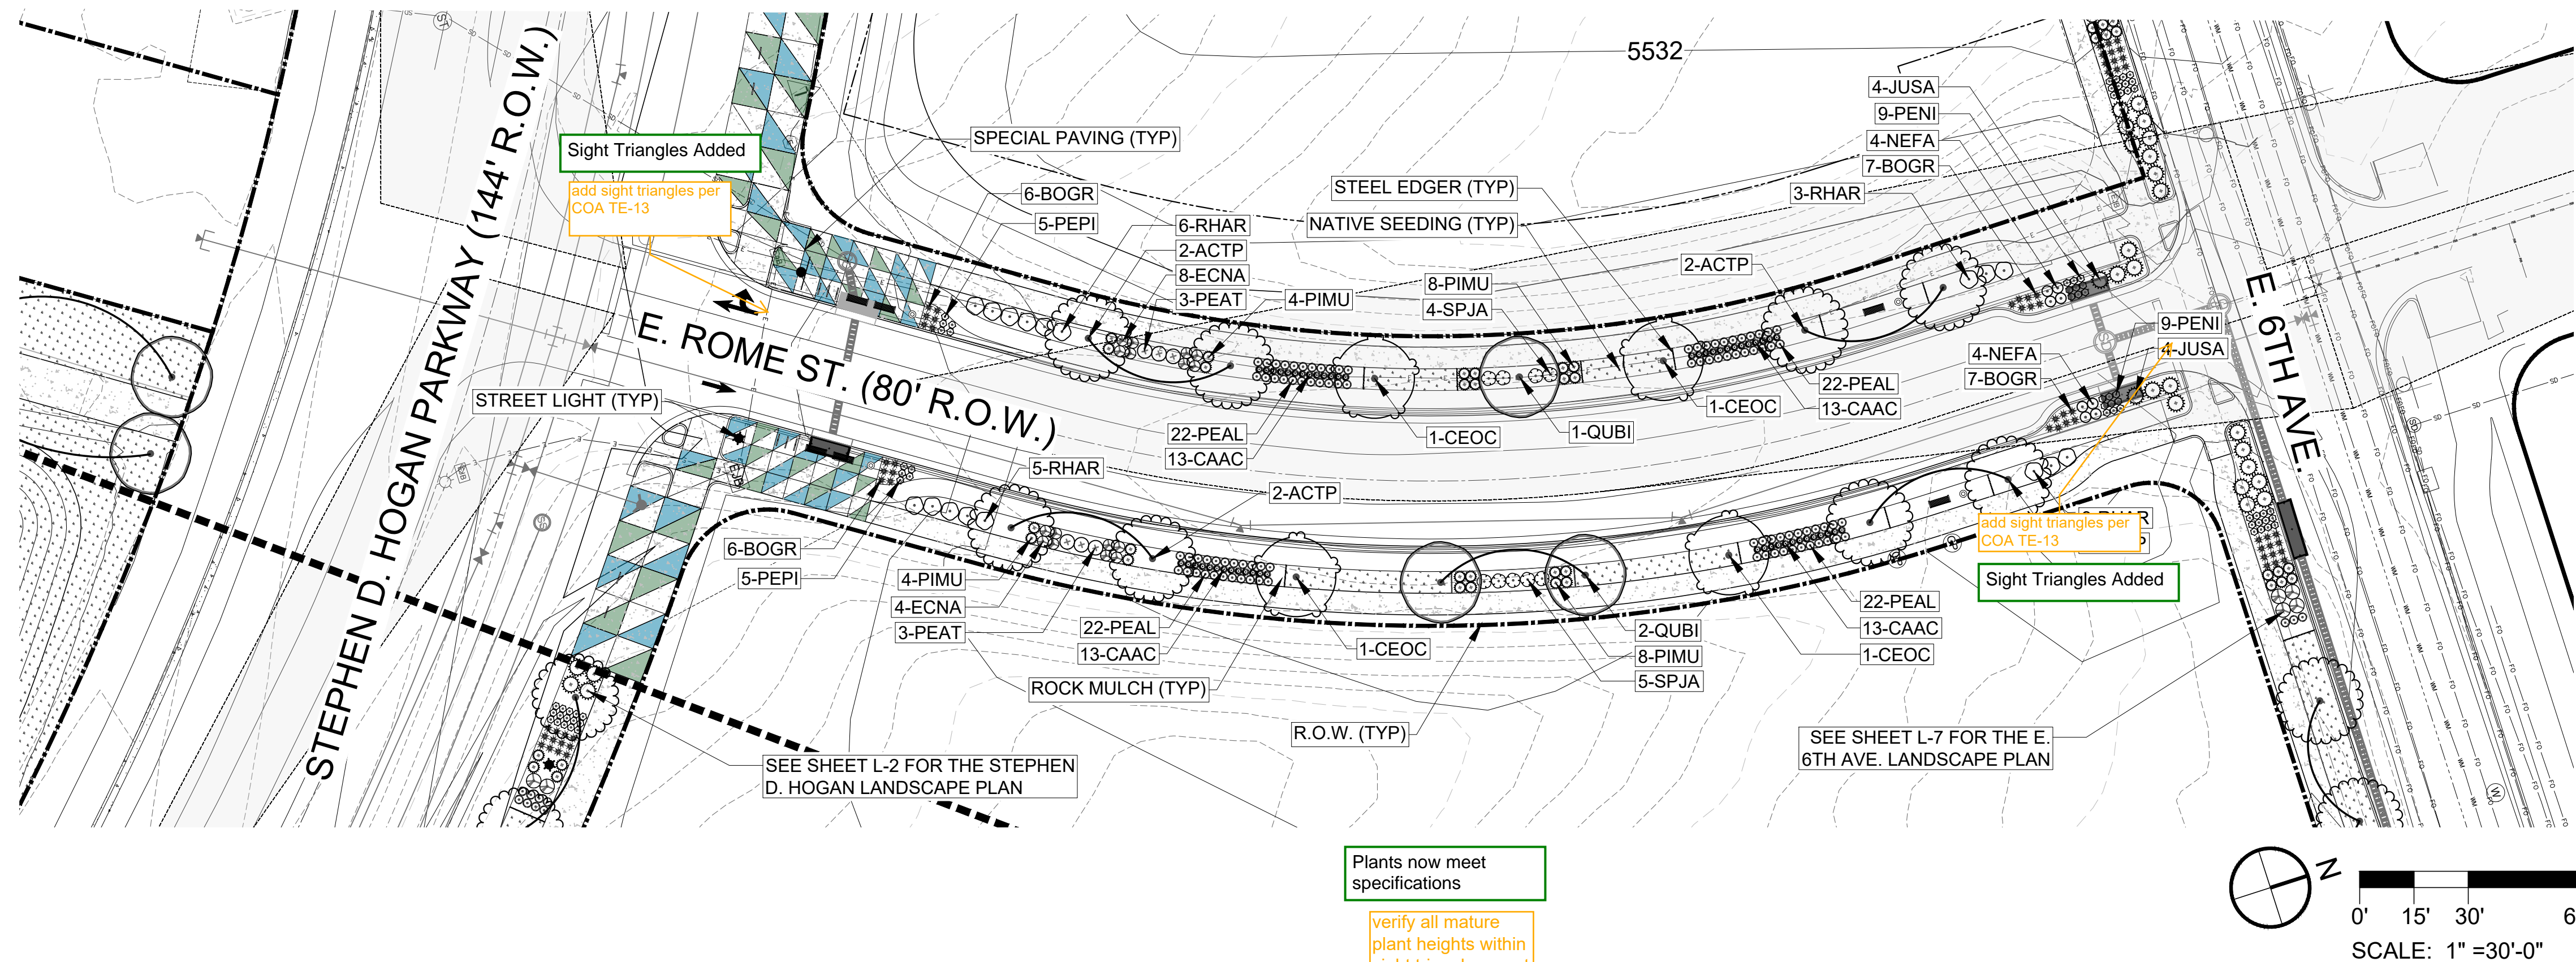 5532
STEPHEN D. HOGAN PARKWAY (144' R.O.W.)
E. ROME ST. (80' R.O.W.)
E. 6TH AVE.
Sight Triangles Added
add sight triangles per
COA TE-13
SPECIAL PAVING (TYP)
6-BOGR
5-PEPI
6-RHAR
2-ACTP
8-ECNA
3-PEAT
4-PIMU
STEEL EDGER (TYP)
NATIVE SEEDING (TYP)
8-PIMU
4-SPJA
2-ACTP
4-JUSA
9-PENI
4-NEFA
7-BOGR
3-RHAR
9-PENI
4-JUSA
4-NEFA
7-BOGR
22-PEAL
13-CAAC
1-CEOC
1-QUBI
1-CEOC
22-PEAL
13-CAAC
STREET LIGHT (TYP)
5-RHAR
2-ACTP
6-BOGR
5-PEPI
4-PIMU
4-ECNA
3-PEAT
22-PEAL
13-CAAC
1-CEOC
ROCK MULCH (TYP)
R.O.W. (TYP)
2-QUBI
8-PIMU
5-SPJA
22-PEAL
13-CAAC
1-CEOC
add sight triangles per
COA TE-13
Sight Triangles Added
SEE SHEET L-2 FOR THE STEPHEN
D. HOGAN LANDSCAPE PLAN
SEE SHEET L-7 FOR THE E.
6TH AVE. LANDSCAPE PLAN
Plants now meet
specifications
verify all mature
plant heights within
N
0' 15' 30' 6
SCALE: 1" =30'-0"